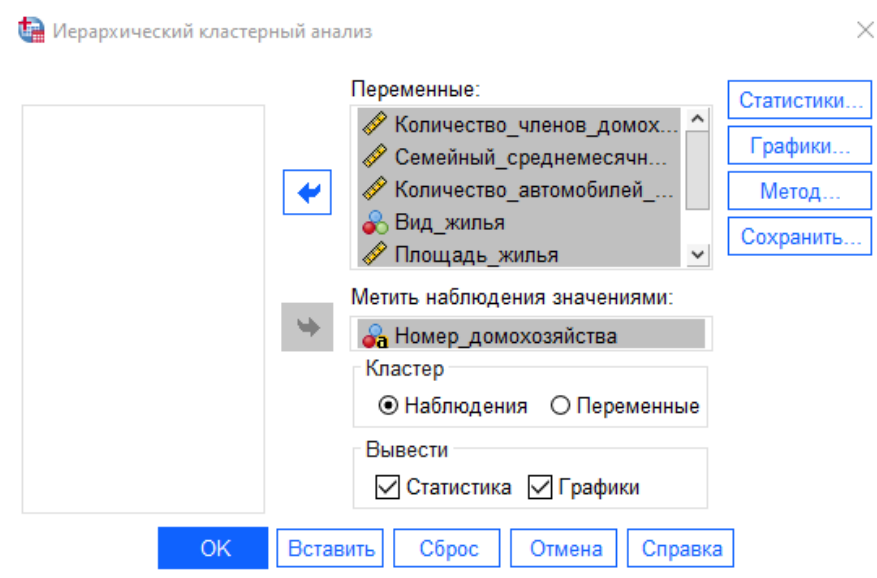 Иерархический кластерный анализ
Переменные:
Количество_членов_домох...
Семейный_среднемесячн...
Количество_автомобилей_...
Вид_жилья
Площадь_жилья
Статистики...
Графики...
Метод...
Сохранить...
Метить наблюдения значениями:
Номер_домохозяйства
Кластер
Наблюдения Переменные
Вывести
Статистика Графики
OK Вставить Сброс Отмена Справка